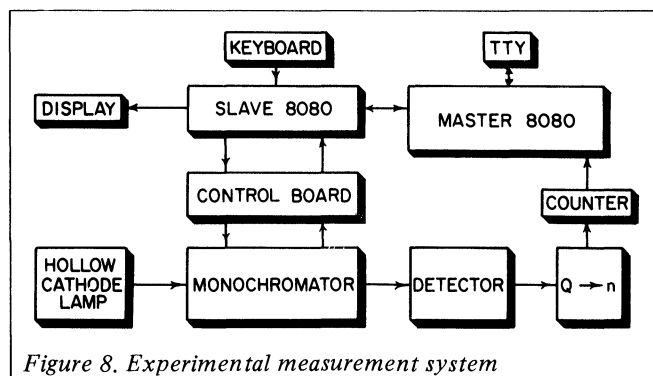 KEYBOARD
TTY
DISPLAY
SLAVE 8080
MASTER 8080
CONTROL BOARD
COUNTER
HOLLOW
CATHODE
LAMP
MONOCHROMATOR
DETECTOR
Q → n
Figure 8. Experimental measurement system